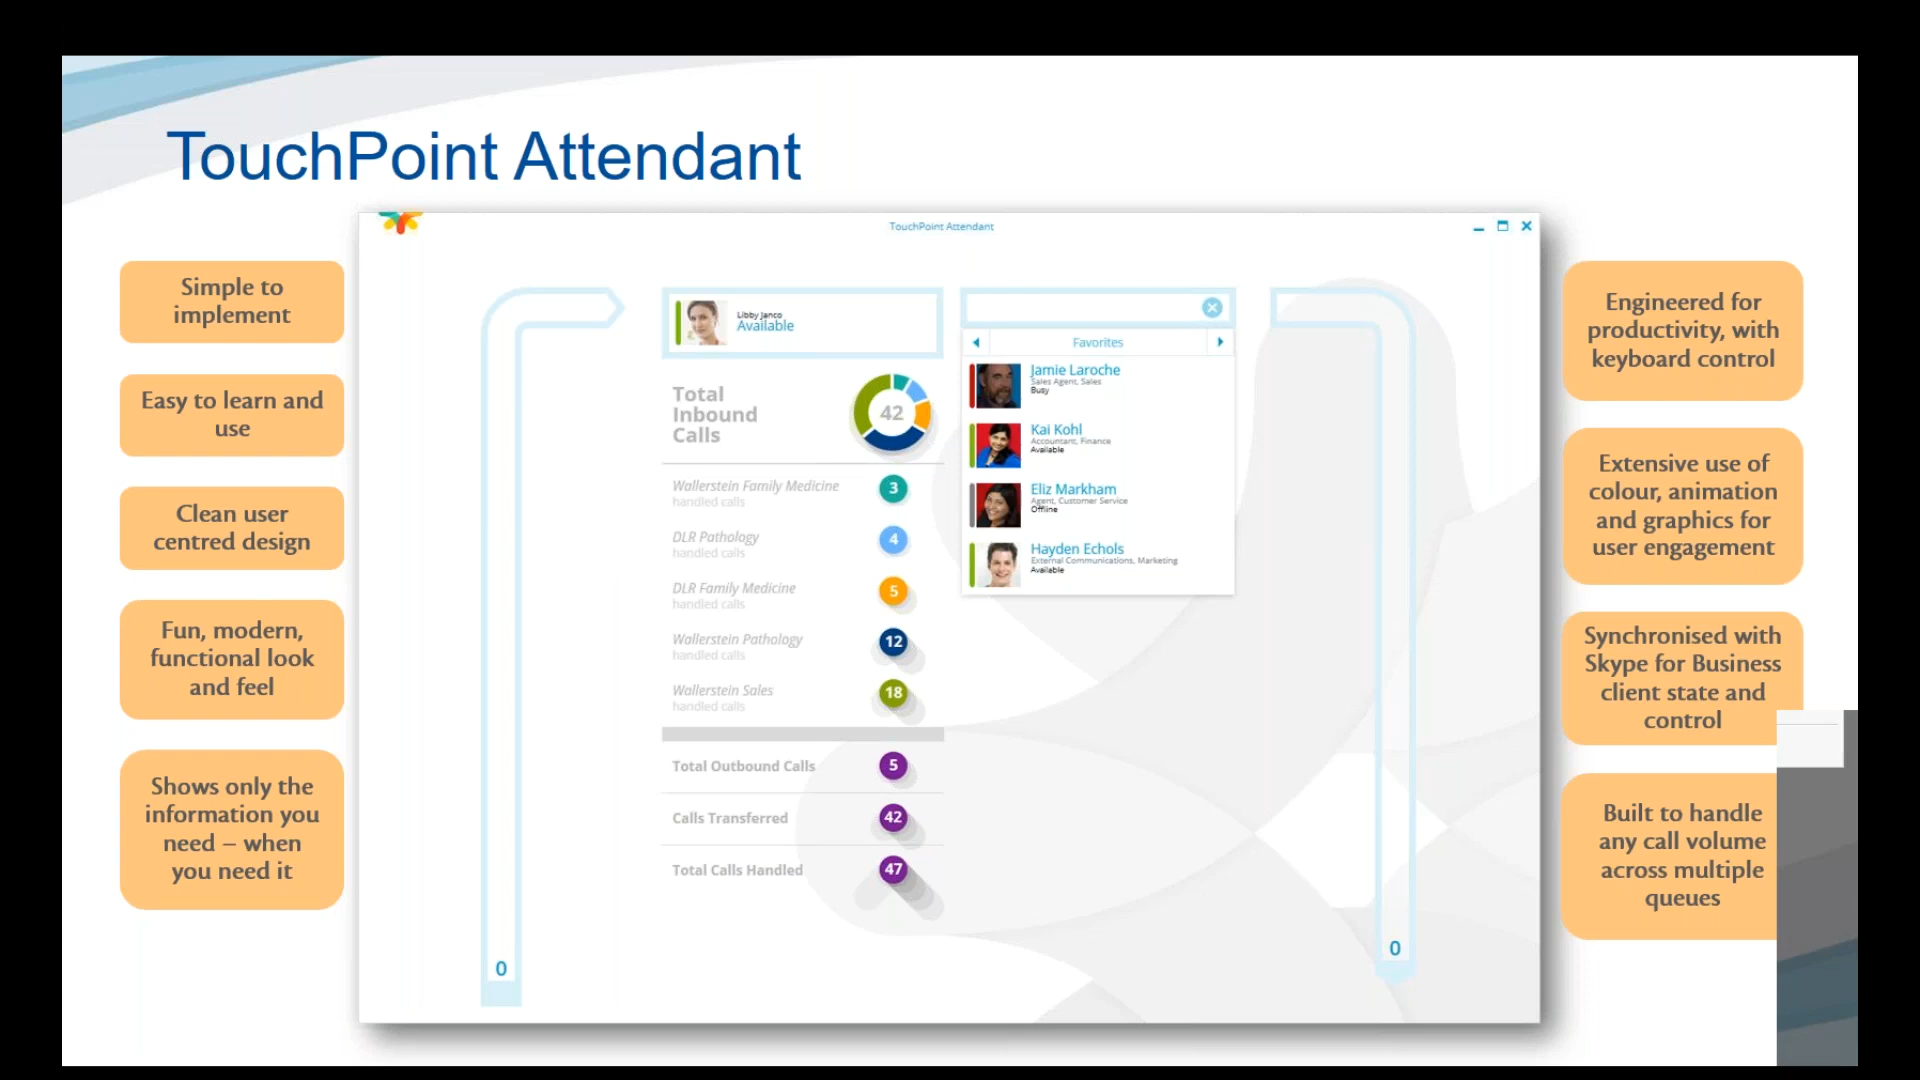 TouchPoint Attendant
Simple to
implement
Easy to learn and
use
Clean user
centred design
Fun, modern,
functional look
and feel
Shows only the
information you
need – when
you need it
TouchPoint Attendant
Libby Janco
Available
Total
Inbound
Calls
42
Wallerstein Family Medicine
handled calls
3
DLR Pathology
handled calls
4
DLR Family Medicine
handled calls
5
Wallerstein Pathology
handled calls
12
Wallerstein Sales
handled calls
18
Total Outbound Calls
5
Calls Transferred
42
Total Calls Handled
47
0
Favorites
Jamie Laroche
Sales Agent, Sales
Busy
Kai Kohl
Accountant, Finance
Available
Eliz Markham
Agent, Customer Service
Offline
Hayden Echols
External Communications, Marketing
Available
0
Engineered for
productivity, with
keyboard control
Extensive use of
colour, animation
and graphics for
user engagement
Synchronised with
Skype for Business
client state and
control
Built to handle
any call volume
across multiple
queues